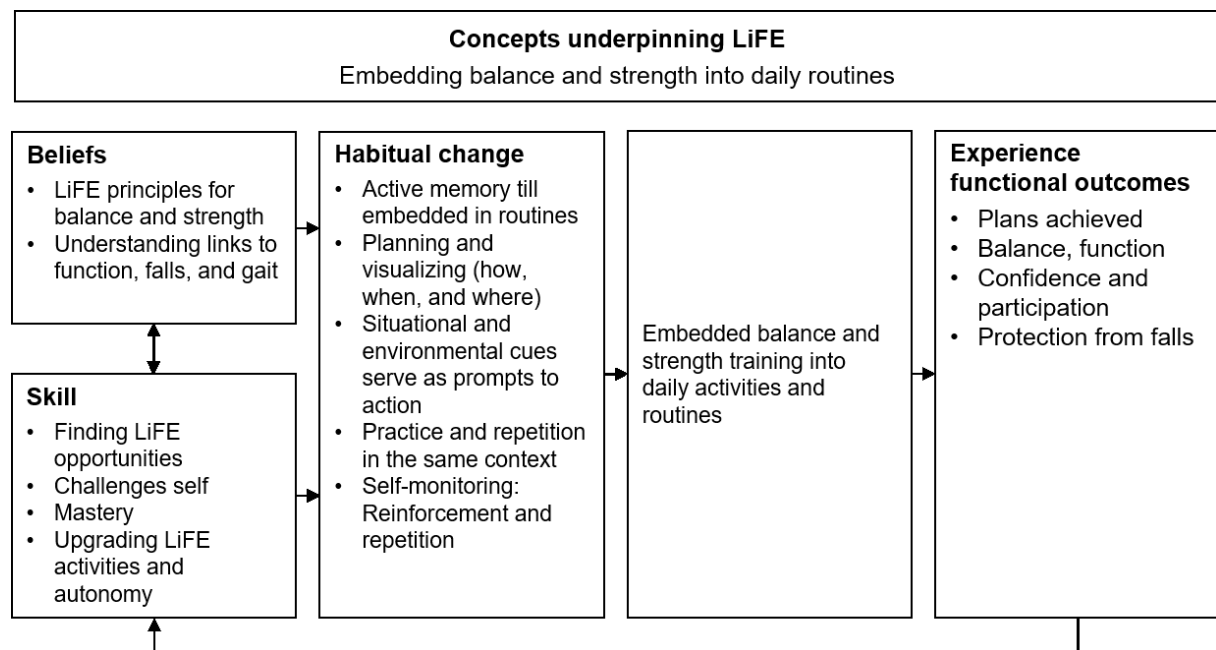 Concepts underpinning LiFE
Embedding balance and strength into daily routines
Beliefs
• LiFE principles for
balance and strength
• Understanding links to
function, falls, and gait
Skill
• Finding LiFE
opportunities
• Challenges self
• Mastery
• Upgrading LiFE
activities and
autonomy
Habitual change
• Active memory till
embedded in routines
• Planning and
visualizing (how,
when, and where)
• Situational and
environmental cues
serve as prompts to
action
• Practice and repetition
in the same context
• Self-monitoring:
Reinforcement and
repetition
Embedded balance and
strength training into
daily activities and
routines
Experience
functional outcomes
• Plans achieved
• Balance, function
• Confidence and
participation
• Protection from falls